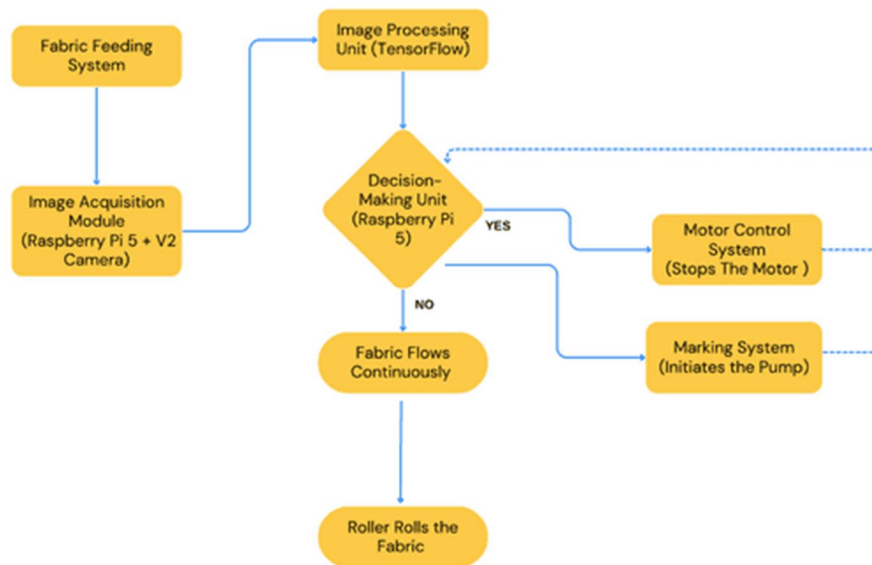 Fabric Feeding
System
Image Acquisition
Module
(Raspberry Pi 5 + V2
Camera)
Image Processing
Unit (TensorFlow)
Decision-
Making Unit
(Raspberry Pi
5)
YES
NO
Motor Control
System
(Stops The Motor )
Marking System
(Initiates the Pump)
Fabric Flows
Continuously
Roller Rolls the
Fabric